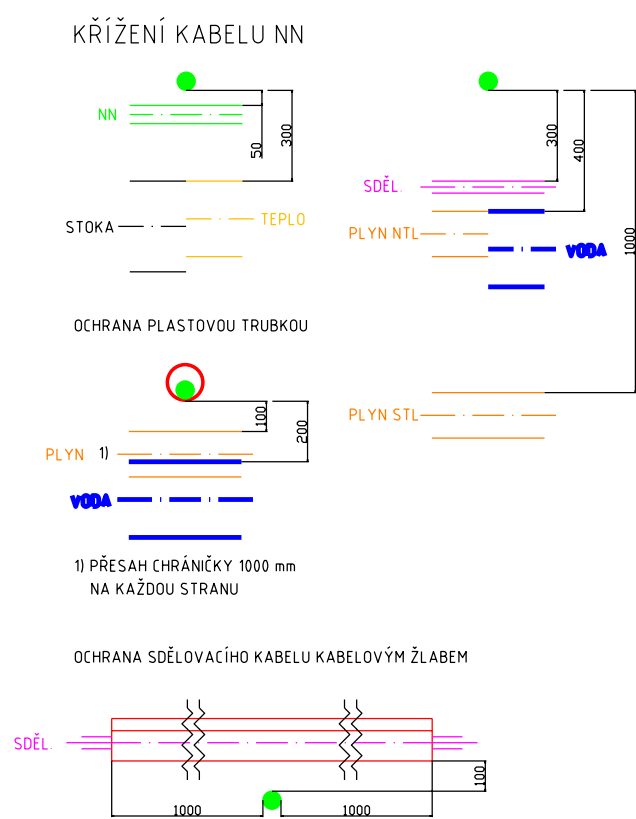 KŘÍŽENÍ KABELU NN
NN
50
300
STOKA
TEPLO
300
400
1000
SDĚL.
PLYN NTL
VODA
PLYN STL
OCHRANA PLASTOVOU TRUBKOU
100
200
PLYN 1)
VODA
1) PŘESAH CHRÁNIČKY 1000 mm
NA KAŽDOU STRANU
OCHRANA SDĚLOVACÍHO KABELU KABELOVÝM ŽLABEM
SDĚL.
100
1000 1000